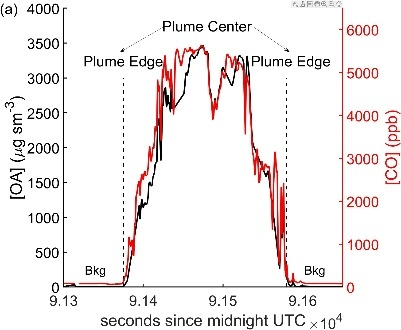 (a)
Plume Center
Plume Edge
Plume Edge
4000
3500
3000
2500
2000
1500
1000
500
0
[OA] (μg sm⁻³)
6000
5000
4000
3000
2000
1000
0
[CO] (ppb)
Bkg
Bkg
9.13
9.14
9.15
9.16
seconds since midnight UTC ×10⁴